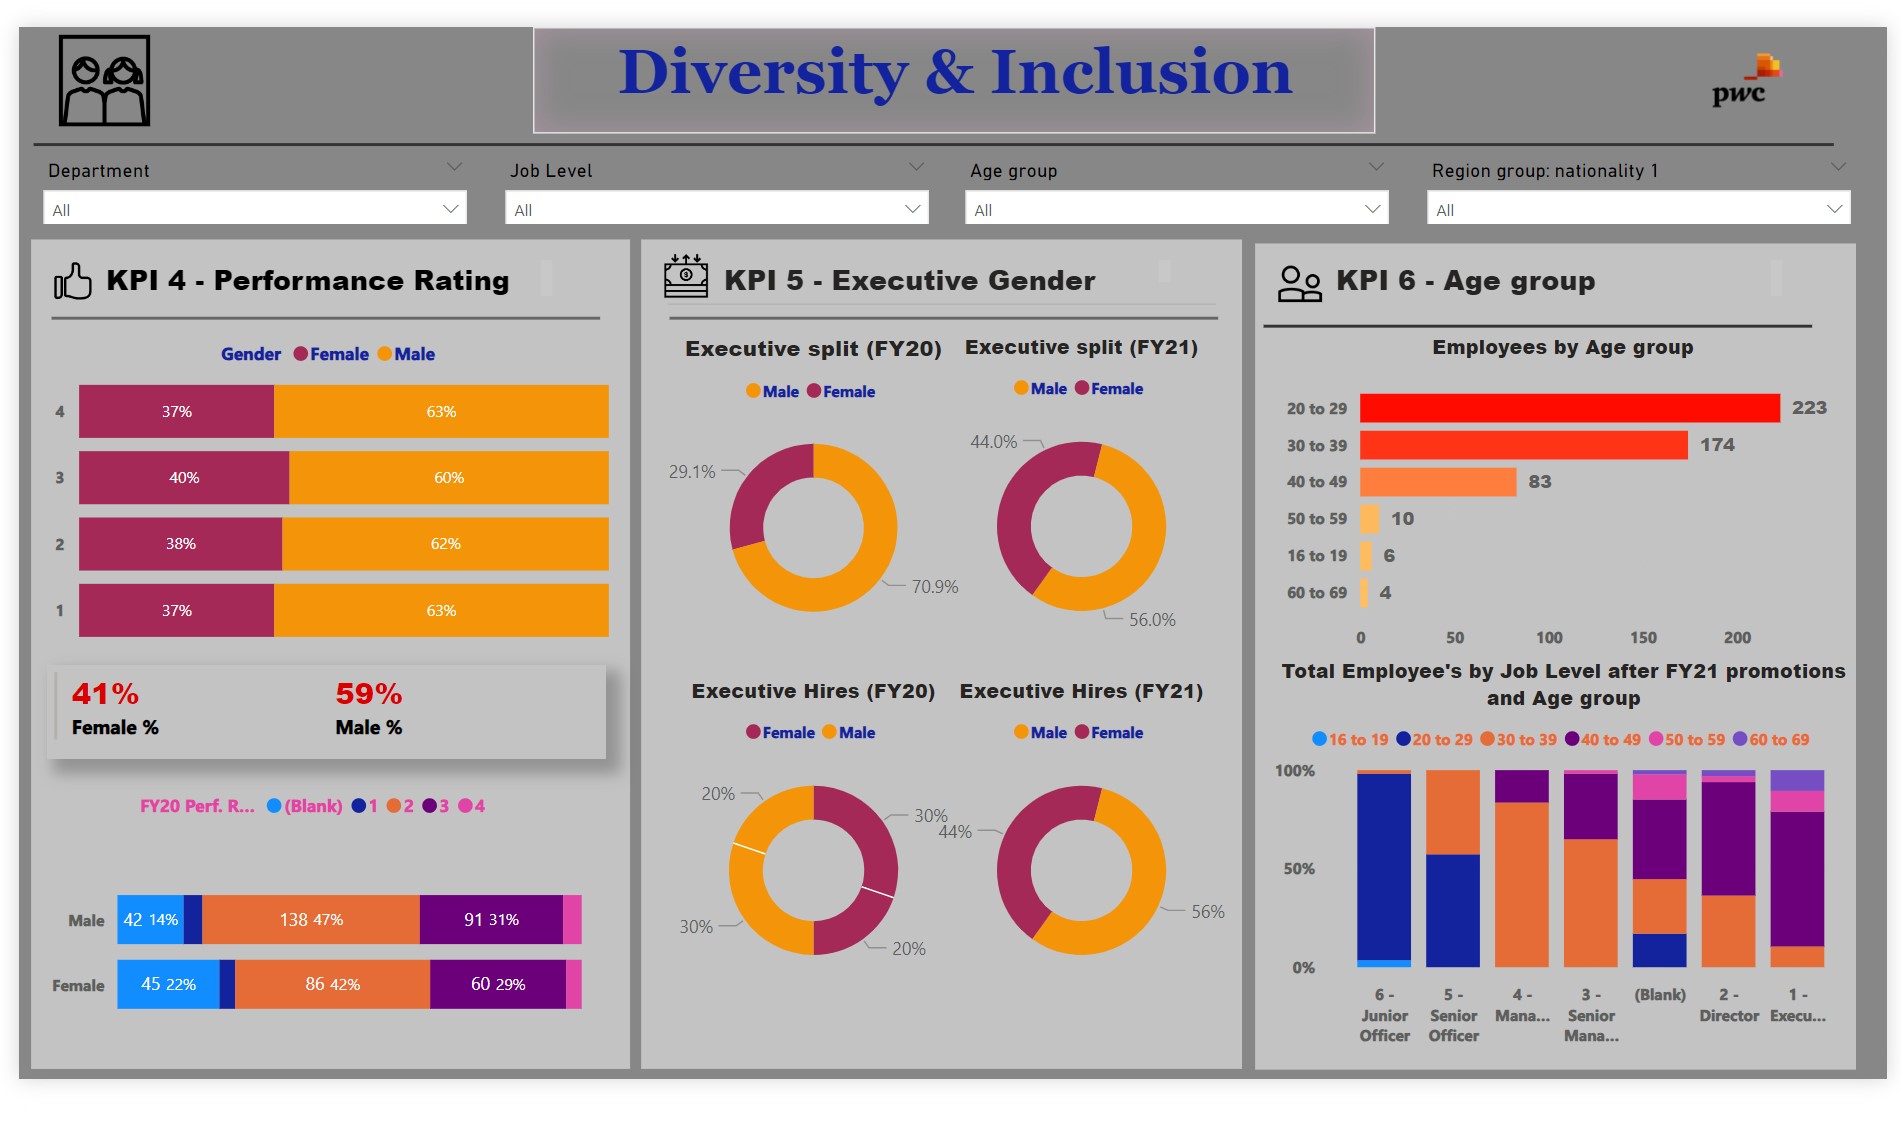 Diversity & Inclusion
pwc
Department
Job Level
Age group
Region group: nationality 1
All
All
All
All
KPI 4 - Performance Rating
Gender Female Male
4 37% 63%
3 40% 60%
2 38% 62%
1 37% 63%
41% 59%
Female % Male %
FY20 Perf. R... (Blank) 1 2 3 4
Male 42 14% 138 47% 91 31%
Female 45 22% 86 42% 60 29%
KPI 5 - Executive Gender
Executive split (FY20)
Male Female
29.1%
70.9%
Executive split (FY21)
Male Female
44.0%
56.0%
Executive Hires (FY20)
Female Male
20%
30%
30%
20%
Executive Hires (FY21)
Male Female
44%
56%
KPI 6 - Age group
Employees by Age group
20 to 29 223
30 to 39 174
40 to 49 83
50 to 59 10
16 to 19 6
60 to 69 4
0 50 100 150 200
Total Employee's by Job Level after FY21 promotions
and Age group
16 to 19 20 to 29 30 to 39 40 to 49 50 to 59 60 to 69
100%
50%
0%
6 -
Junior
Officer
5 -
Senior
Officer
4 -
Mana...
3 -
Senior
Mana...
(Blank)
2 -
Director
1 -
Execu...